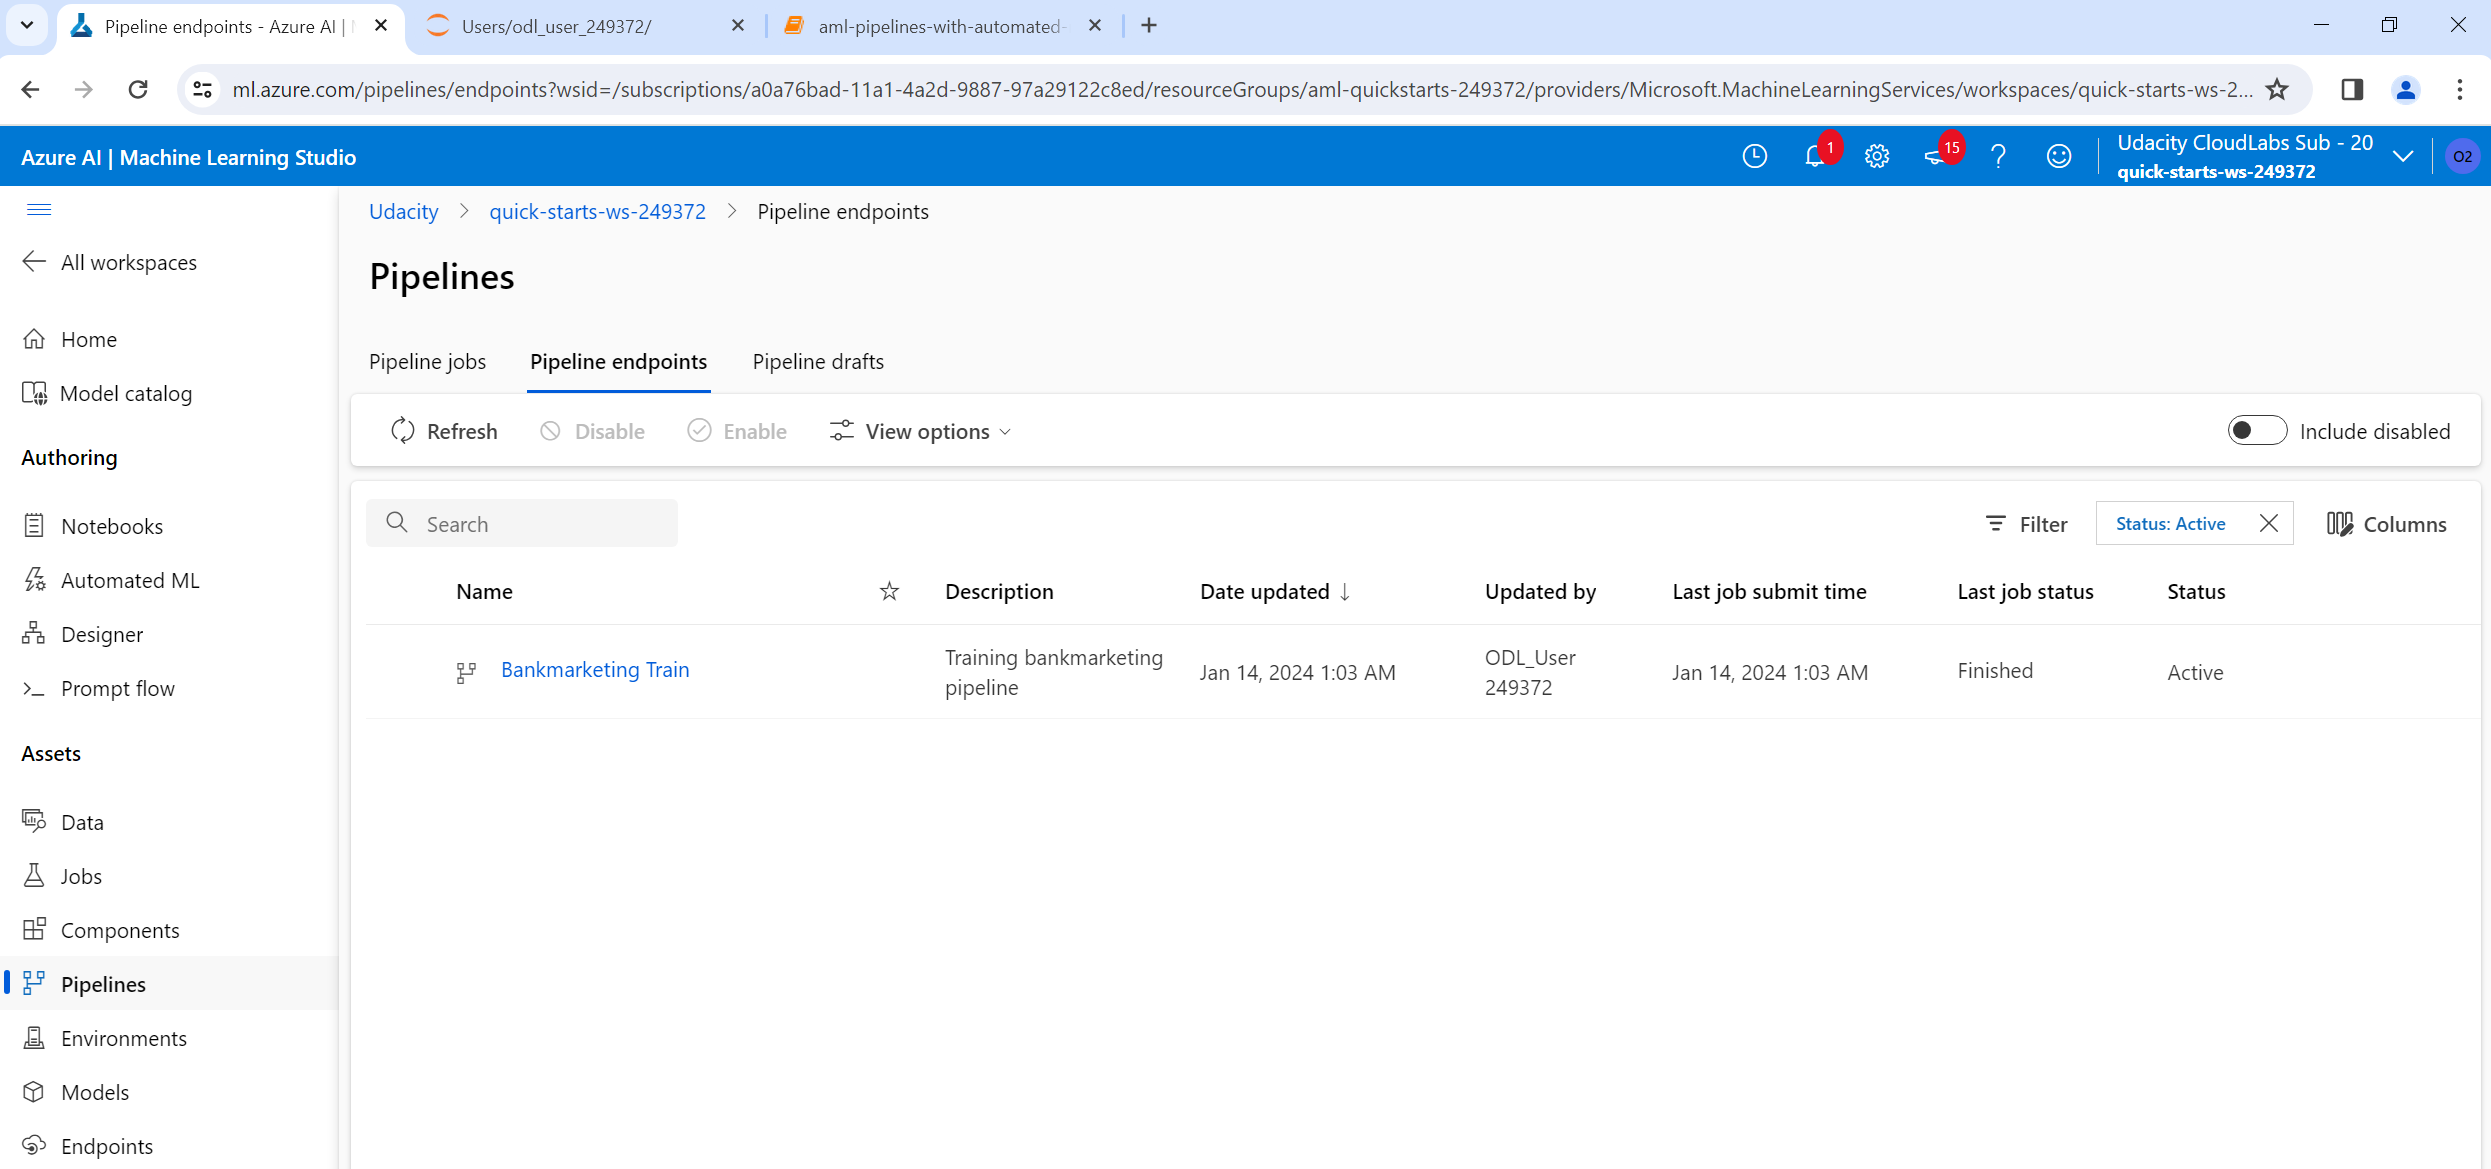 Pipeline endpoints - Azure AI |
Users/odl_user_249372/
aml-pipelines-with-automated-
ml.azure.com/pipelines/endpoints?wsid=/subscriptions/a0a76bad-11a1-4a2d-9887-97a29122c8ed/resourceGroups/aml-quickstarts-249372/providers/Microsoft.MachineLearningServices/workspaces/quick-starts-ws-2...
Azure AI | Machine Learning Studio
1
15
Udacity CloudLabs Sub - 20
quick-starts-ws-249372
O2
Udacity > quick-starts-ws-249372 > Pipeline endpoints
All workspaces
Home
Model catalog
Authoring
Notebooks
Automated ML
Designer
Prompt flow
Assets
Data
Jobs
Components
Pipelines
Environments
Models
Endpoints
Pipelines
Pipeline jobs Pipeline endpoints Pipeline drafts
Refresh Disable Enable View options Include disabled
Search Filter Status: Active Columns
Name Description Date updated ↓ Updated by Last job submit time Last job status Status
Bankmarketing Train
Training bankmarketing
pipeline
Jan 14, 2024 1:03 AM
ODL_User
249372
Jan 14, 2024 1:03 AM
Finished
Active